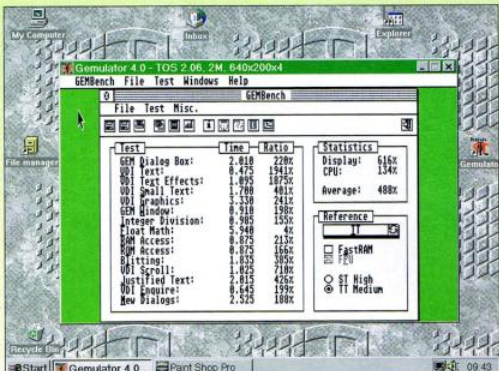 My Computer
Inbox
Explorer
Gemulator 4.0 - TOS 2.06, 2M, 640x200x4
GEMBench File Test Windows Help
GEMBench
File Test Misc.
Test Time Ratio
GEM Dialog Box: 2.010 220%
VDI Text: 0.475 1941%
VDI Text Effects: 1.095 1875%
VDI Small Text: 1.700 401%
VDI Graphics: 3.330 241%
GEM Window: 0.910 198%
Integer Division: 0.985 155%
Float Math: 5.940 4%
RAM Access: 0.875 213%
ROM Access: 0.875 166%
Blitting: 1.835 385%
VDI Scroll: 1.025 710%
Justified Text: 2.015 426%
VDI Enquire: 0.645 199%
New Dialogs: 2.525 188%
Statistics
Display: 616%
CPU: 134%
Average: 488%
Reference
TT
FastRAM
FPU
ST High
TT Medium
File manager
Gemulato
Recycle Bin
Start
Gemulator 4.0
Paint Shop Pro
09:43